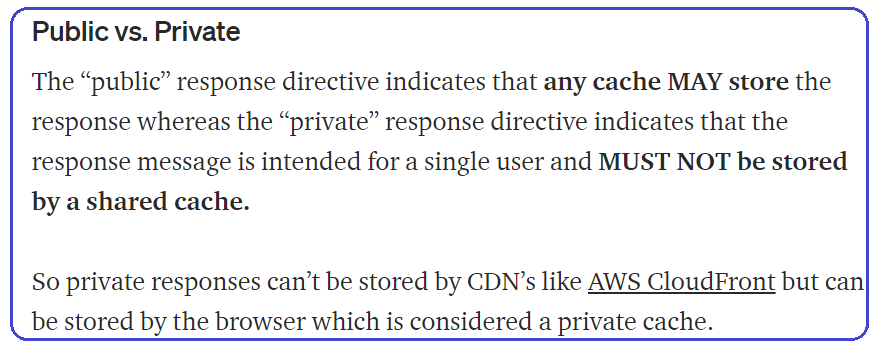 Public vs. Private
The “public” response directive indicates that any cache MAY store the
response whereas the “private” response directive indicates that the
response message is intended for a single user and MUST NOT be stored
by a shared cache.
So private responses can’t be stored by CDN’s like AWS CloudFront but can
be stored by the browser which is considered a private cache.